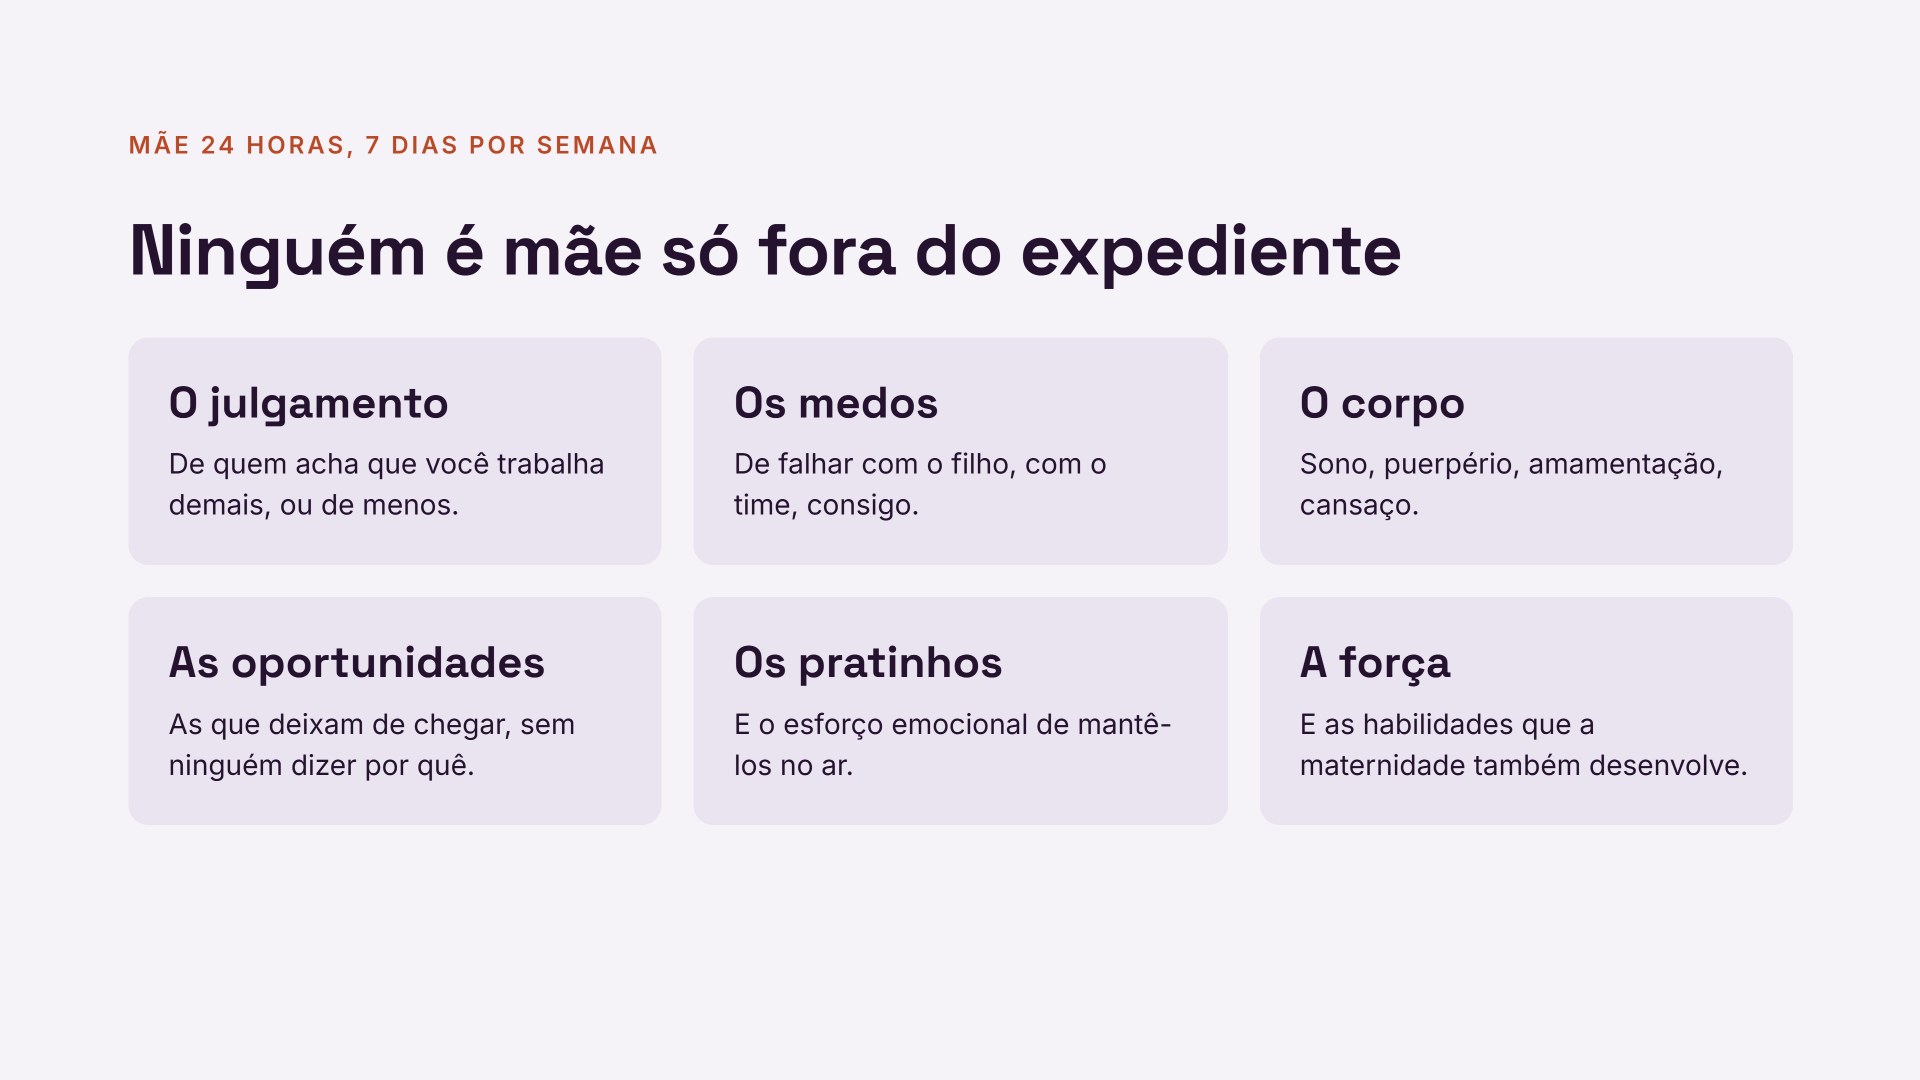 MÃE 24 HORAS, 7 DIAS POR SEMANA
Ninguém é mãe só fora do expediente
O julgamento
De quem acha que você trabalha
demais, ou de menos.
Os medos
De falhar com o filho, com o
time, consigo.
O corpo
Sono, puerpério, amamentação,
cansaço.
As oportunidades
As que deixam de chegar, sem
ninguém dizer por quê.
Os pratinhos
E o esforço emocional de mantê-
los no ar.
A força
E as habilidades que a
maternidade também desenvolve.